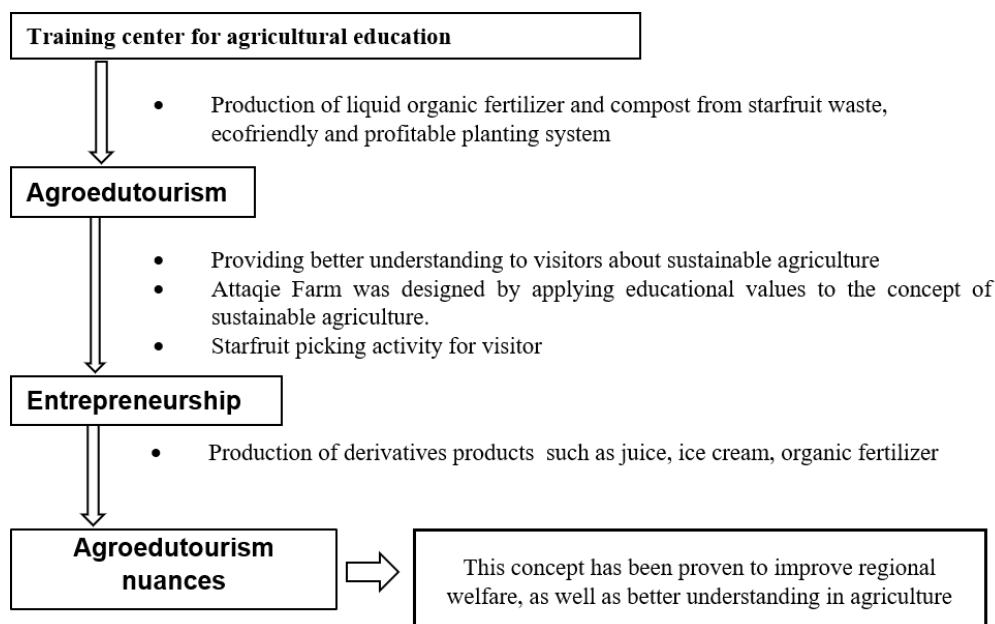 Training center for agricultural education
• Production of liquid organic fertilizer and compost from starfruit waste,
ecofriendly and profitable planting system
Agroedutourism
• Providing better understanding to visitors about sustainable agriculture
• Attaqie Farm was designed by applying educational values to the concept of
sustainable agriculture.
• Starfruit picking activity for visitor
Entrepreneurship
• Production of derivatives products such as juice, ice cream, organic fertilizer
Agroedutourism
nuances
This concept has been proven to improve regional
welfare, as well as better understanding in agriculture